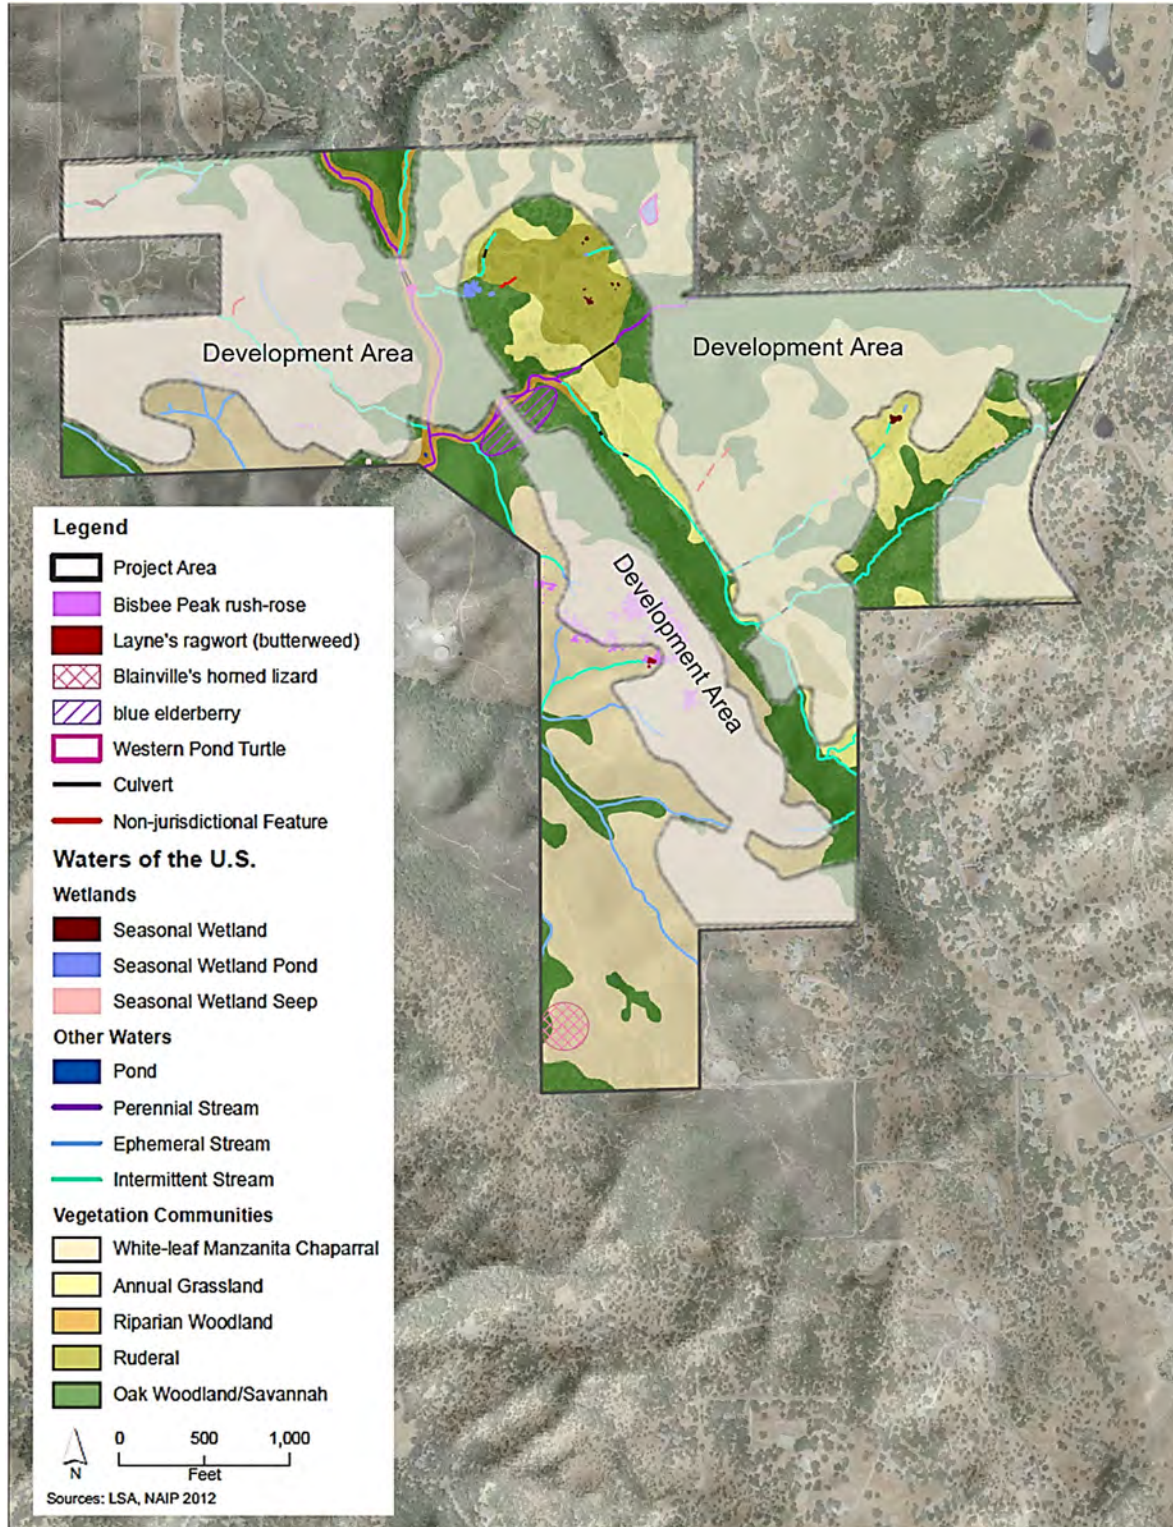 Development Area
Development Area
Development Area
Legend
Project Area
Bisbee Peak rush-rose
Layne's ragwort (butterweed)
Blainville's horned lizard
blue elderberry
Western Pond Turtle
Culvert
Non-jurisdictional Feature
Waters of the U.S.
Wetlands
Seasonal Wetland
Seasonal Wetland Pond
Seasonal Wetland Seep
Other Waters
Pond
Perennial Stream
Ephemeral Stream
Intermittent Stream
Vegetation Communities
White-leaf Manzanita Chaparral
Annual Grassland
Riparian Woodland
Ruderal
Oak Woodland/Savannah
N
0 500 1,000
Feet
Sources: LSA, NAIP 2012